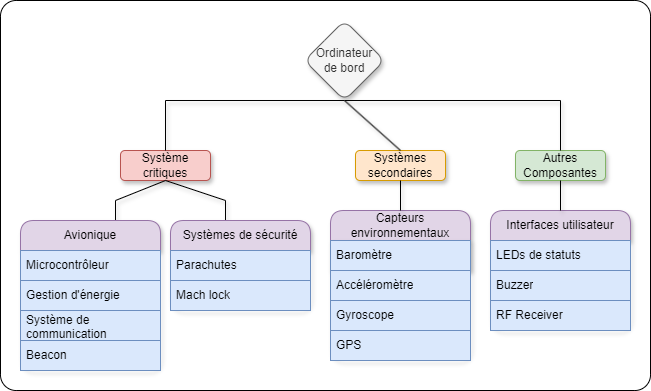 Ordinateur
de bord
Système
critiques
Systèmes
secondaires
Autres
Composantes
Avionique
Microcontrôleur
Gestion d'énergie
Système de
communication
Beacon
Systèmes de sécurité
Parachutes
Mach lock
Capteurs
environnementaux
Baromètre
Accéléromètre
Gyroscope
GPS
Interfaces utilisateur
LEDs de statuts
Buzzer
RF Receiver